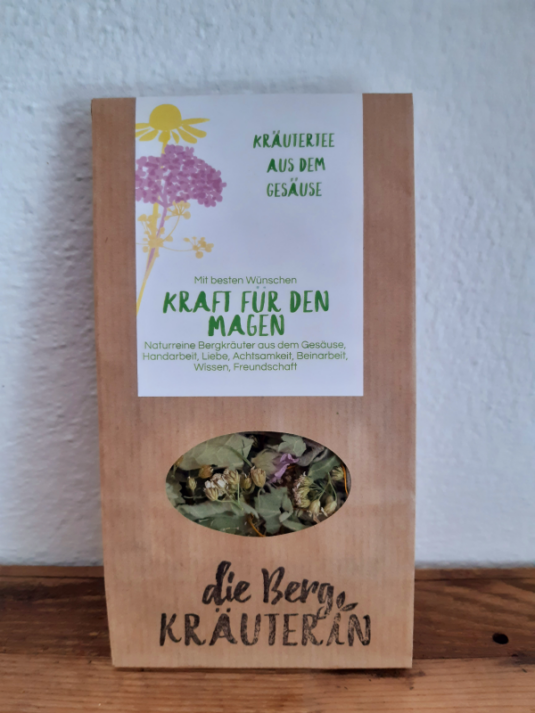 KRÄUTERTEE
AUS DEM
GESÄUSE
Mit besten Wünschen
KRAFT FÜR DEN
MAGEN
Naturreine Bergkräuter aus dem Gesäuse,
Handarbeit, Liebe, Achtsamkeit, Beinarbeit,
Wissen, Freundschaft
die Berg
KRÄUTERIN